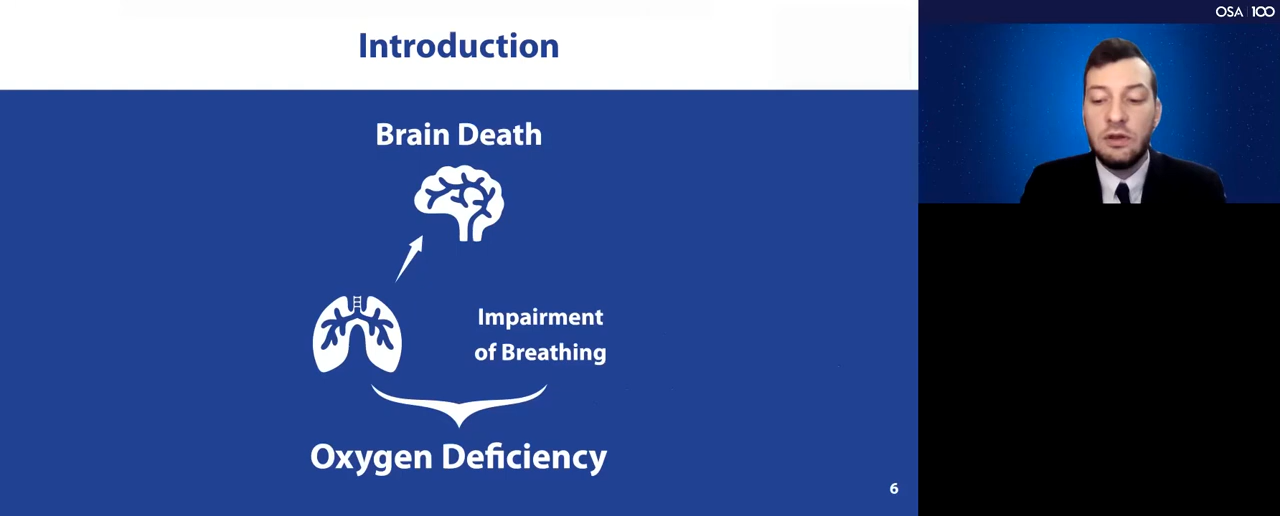 Introduction
Brain Death
Impairment
of Breathing
Oxygen Deficiency
6
OSA | 100